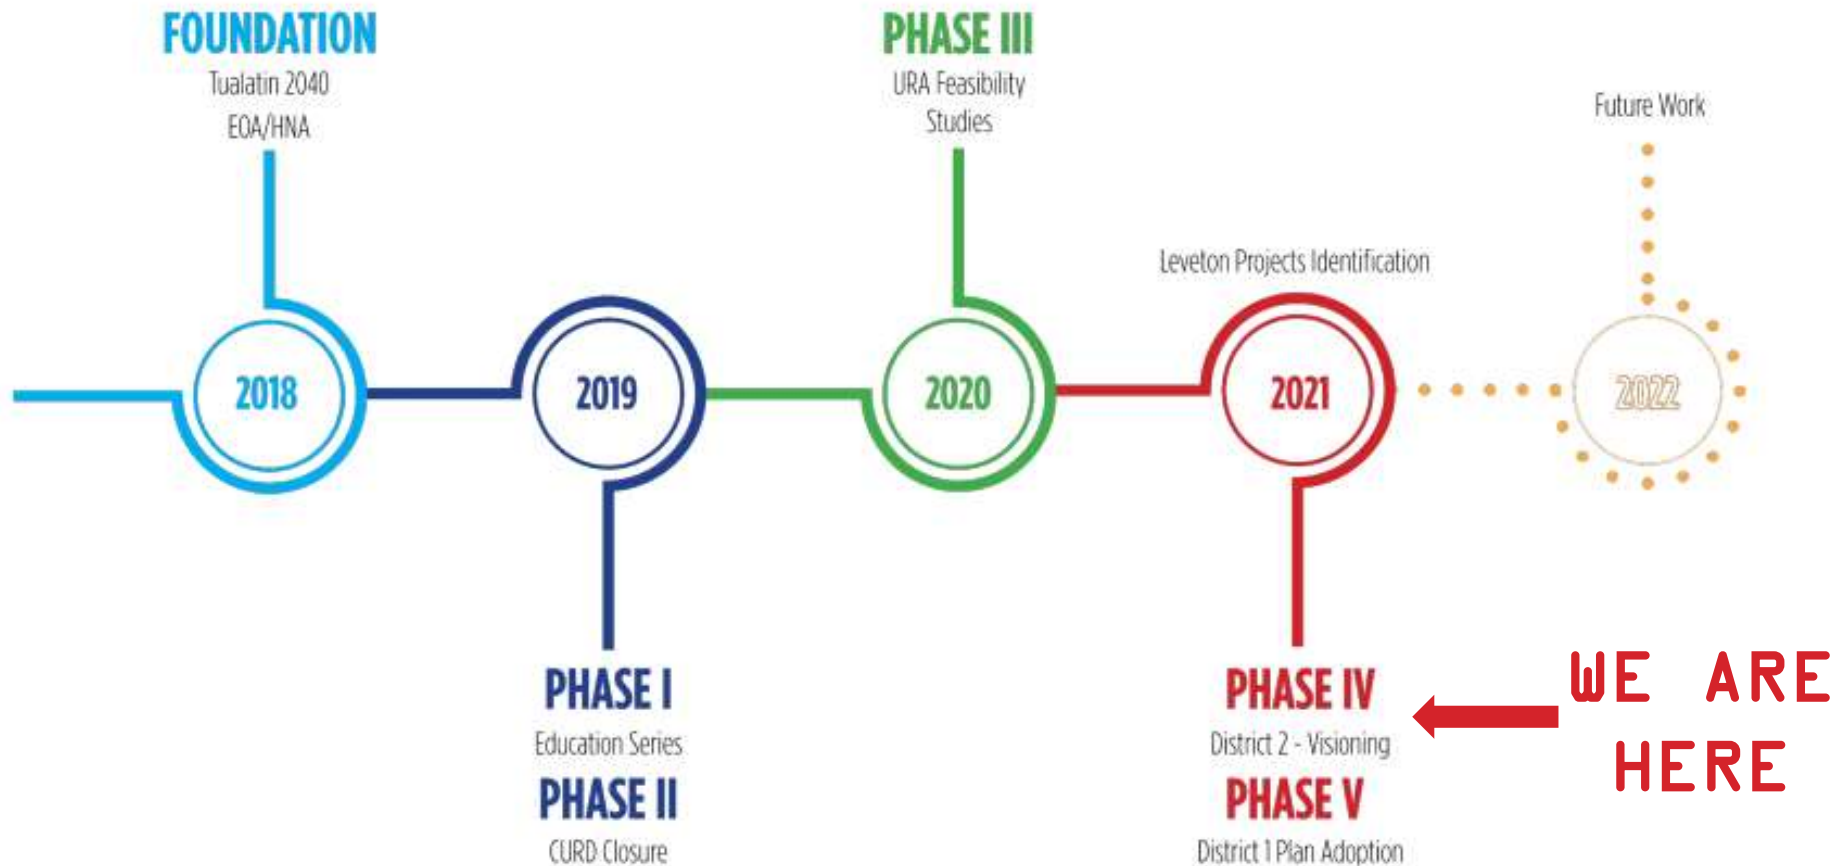 FOUNDATION
Tualatin 2040
EOA/HNA
PHASE III
URA Feasibility
Studies
Future Work
Leveton Projects Identification
2018
2019
2020
2021
2022
PHASE I
Education Series
PHASE II
CURD Closure
PHASE IV
District 2 - Visioning
PHASE V
District 1 Plan Adoption
WE ARE
HERE